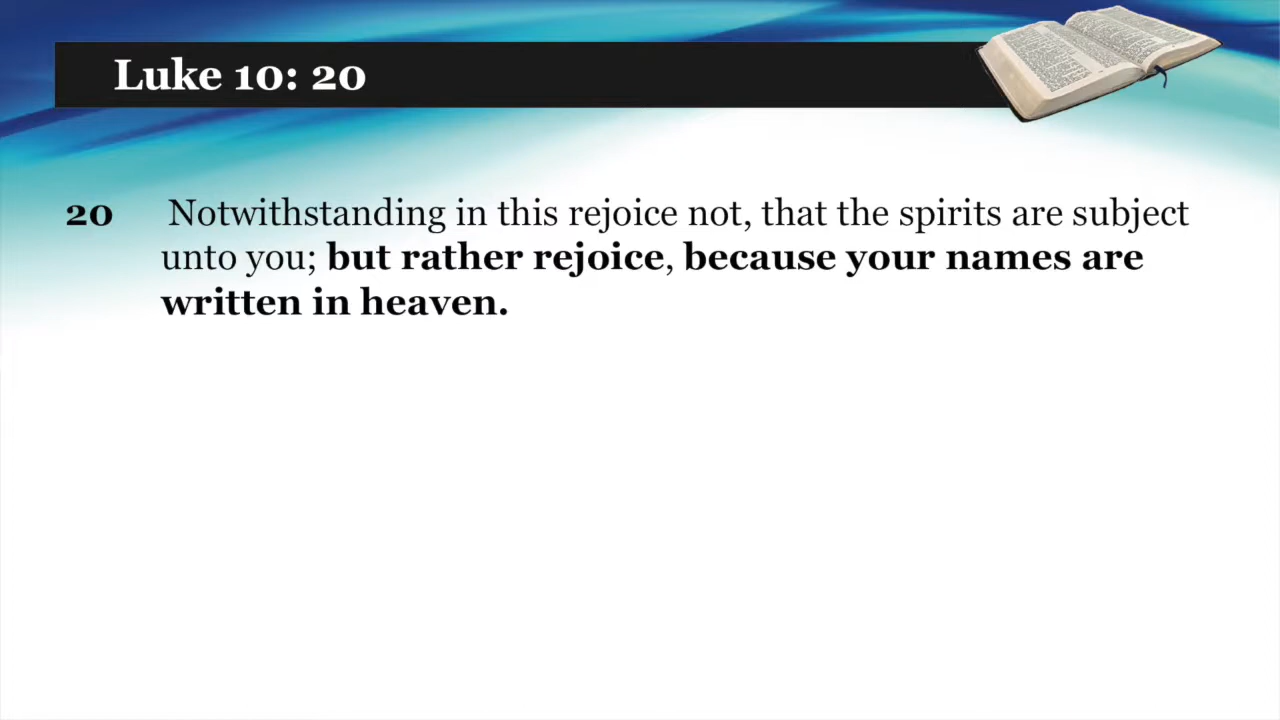 Luke 10: 20
20 Notwithstanding in this rejoice not, that the spirits are subject
unto you; but rather rejoice, because your names are
written in heaven.